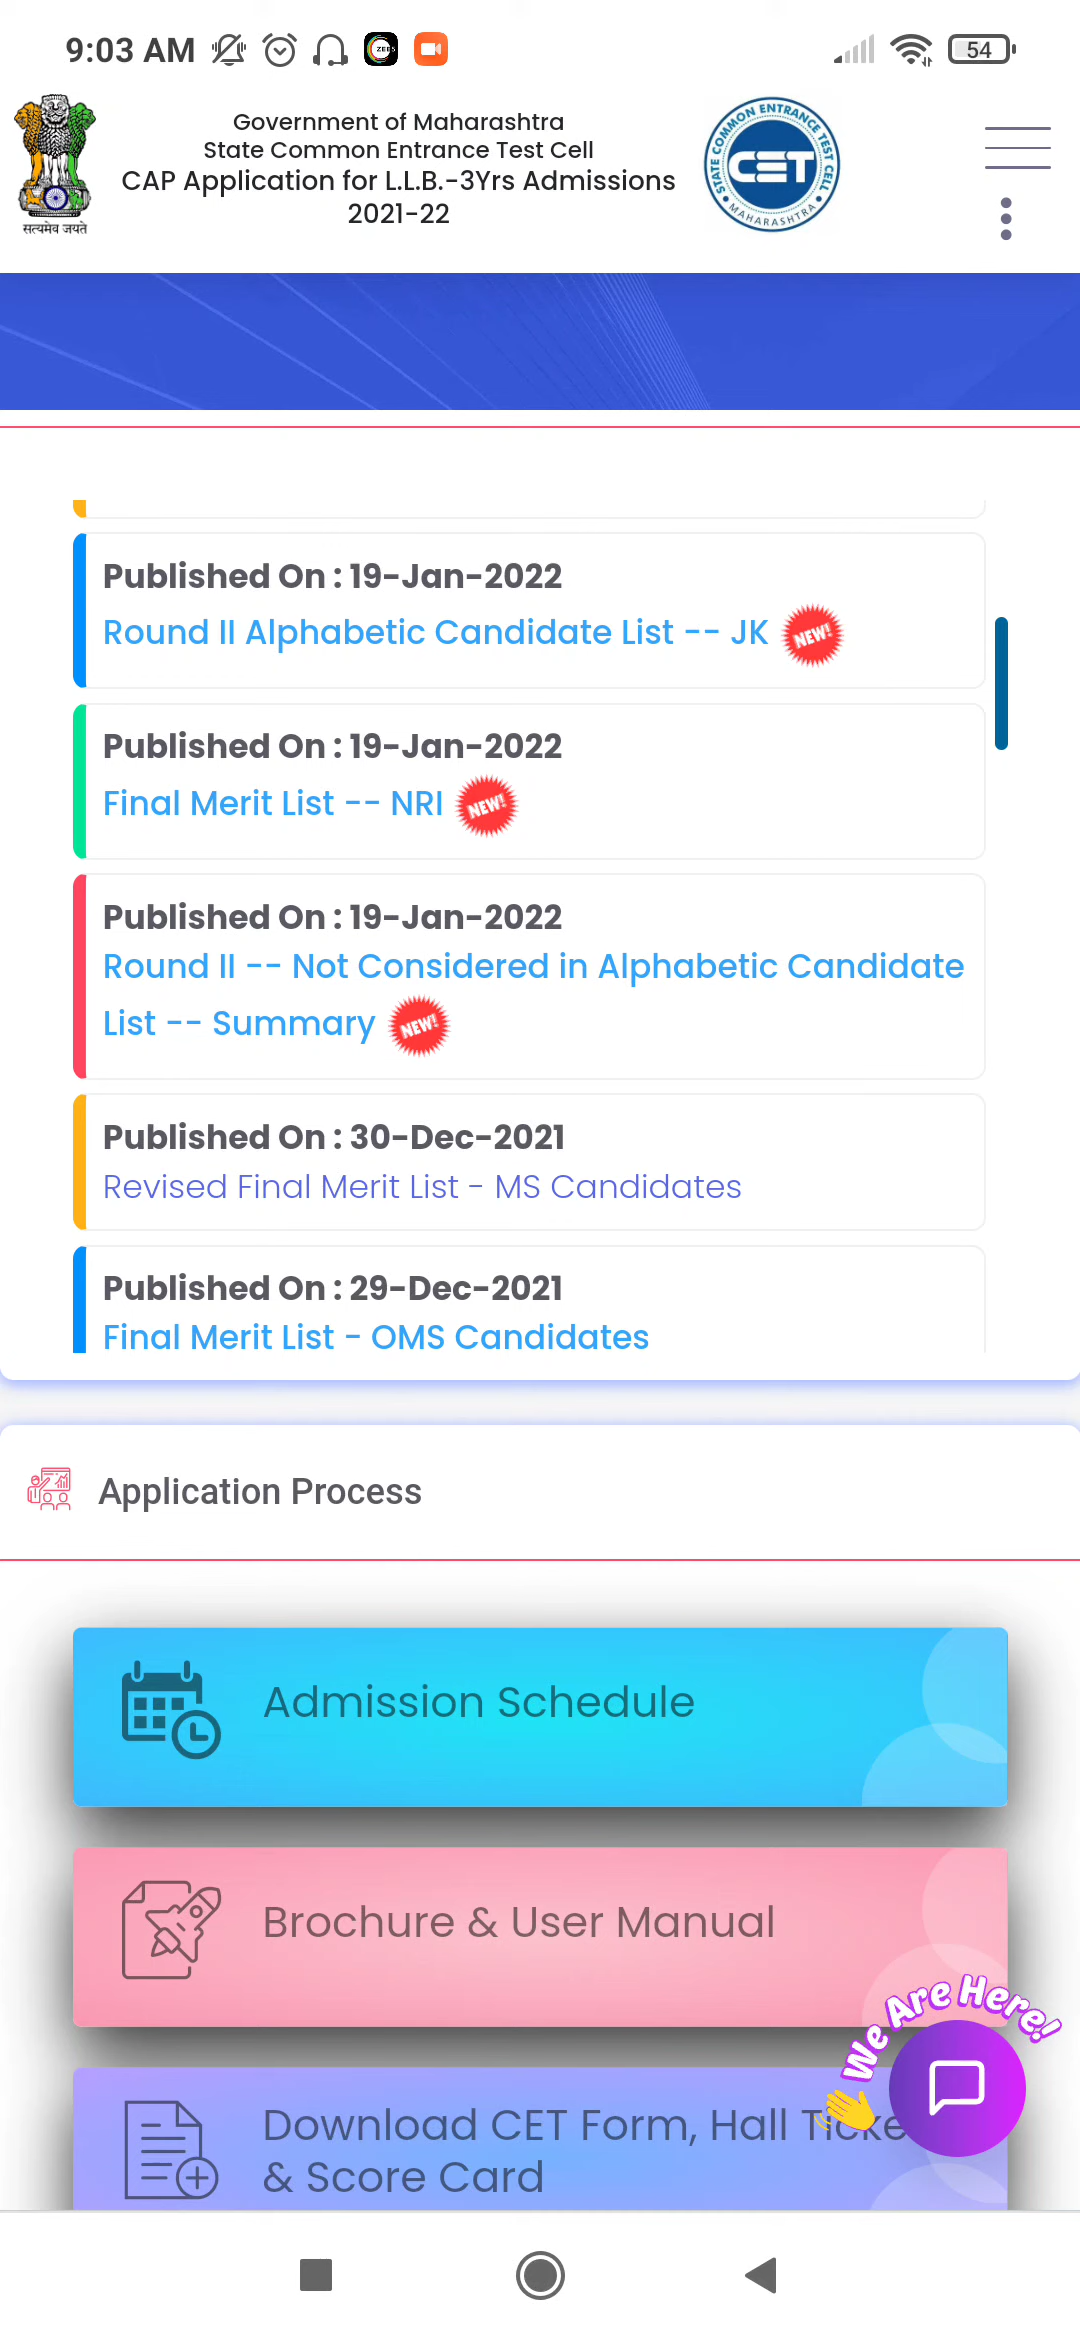 9:03 AM
ZEE5
54
Government of Maharashtra
State Common Entrance Test Cell
CAP Application for L.L.B.-3Yrs Admissions
2021-22
सत्यमेव जयते
STATE COMMON ENTRANCE TEST CELL
CET
MAHARASHTRA
Published On : 19-Jan-2022
Round II Alphabetic Candidate List -- JK NEW!
Published On : 19-Jan-2022
Final Merit List -- NRI NEW!
Published On : 19-Jan-2022
Round II -- Not Considered in Alphabetic Candidate
List -- Summary NEW!
Published On : 30-Dec-2021
Revised Final Merit List - MS Candidates
Published On : 29-Dec-2021
Final Merit List - OMS Candidates
Application Process
Admission Schedule
Brochure & User Manual
We Are Here!
Download CET Form, Hall Ticke
& Score Card